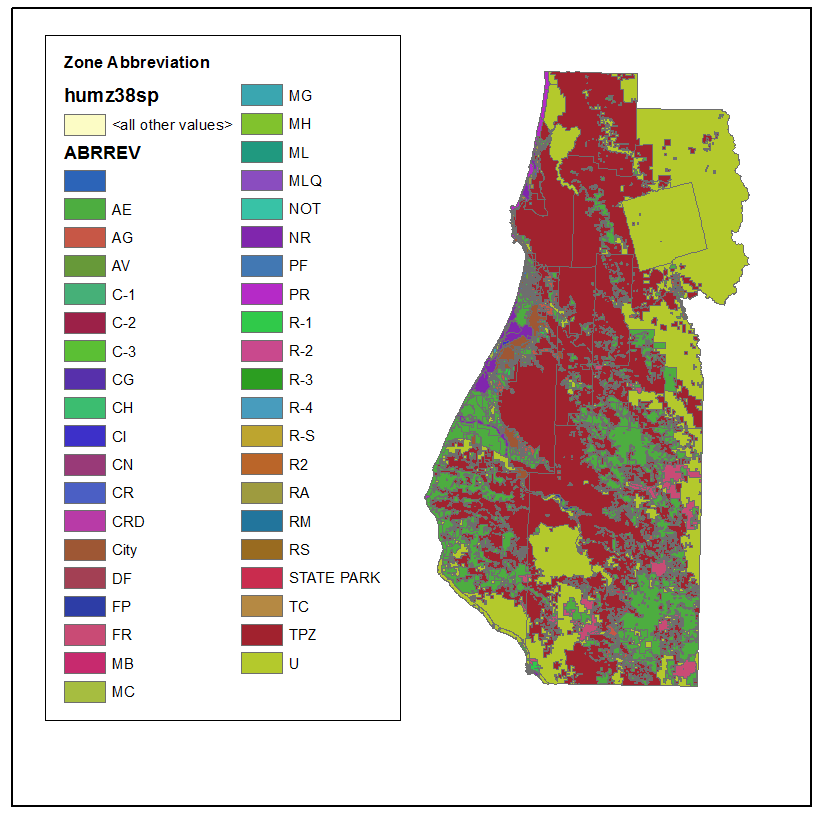 Zone Abbreviation
humz38sp
<all other values>
ABRREV
AE
AG
AV
C-1
C-2
C-3
CG
CH
CI
CN
CR
CRD
City
DF
FP
FR
MB
MC
MG
MH
ML
MLQ
NOT
NR
PF
PR
R-1
R-2
R-3
R-4
R-S
R2
RA
RM
RS
STATE PARK
TC
TPZ
U